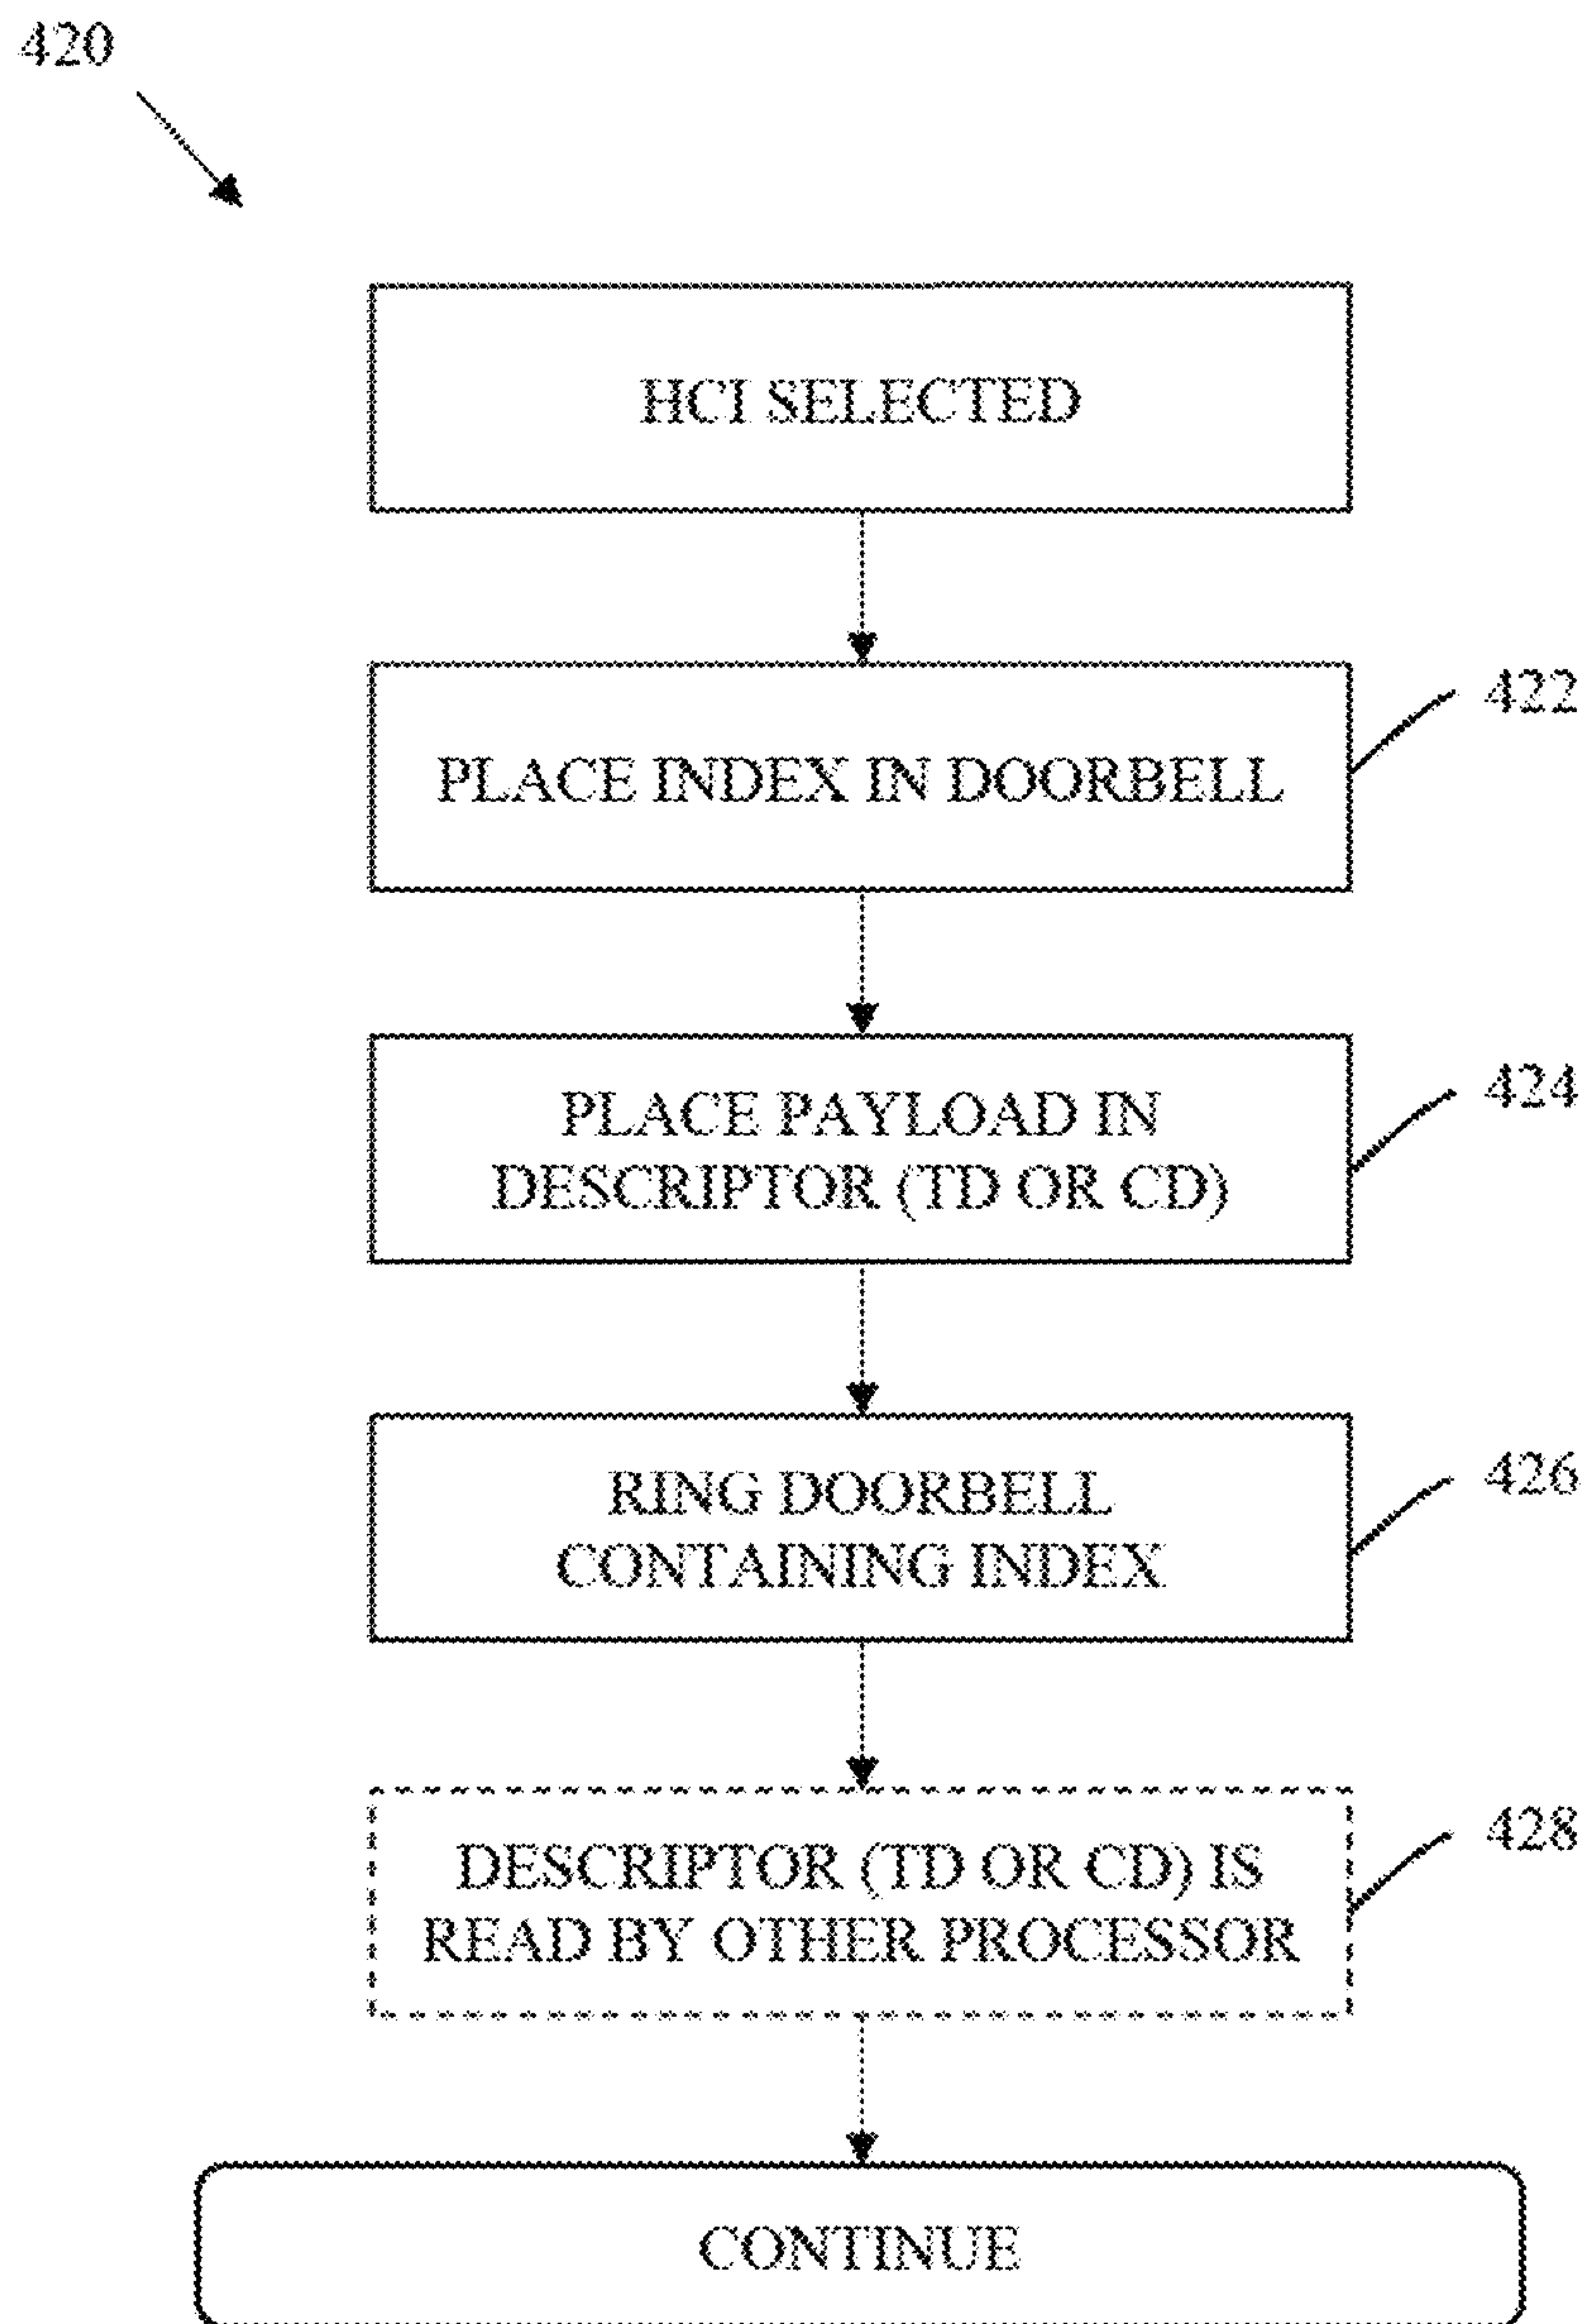 420
HCI SELECTED
PLACE INDEX IN DOORBELL
422
PLACE PAYLOAD IN
DESCRIPTOR (TD OR CD)
424
RING DOORBELL
CONTAINING INDEX
426
DESCRIPTOR (TD OR CD) IS
READ BY OTHER PROCESSOR
428
CONTINUE